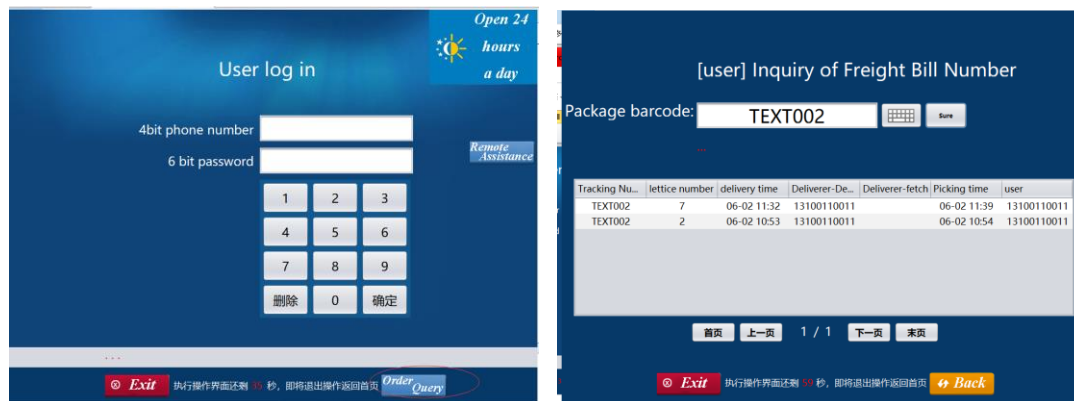 Open 24
hours
a day
User log in
4bit phone number
6 bit password
Remote
Assistance
1 2 3
4 5 6
7 8 9
删除 0 确定
...
Exit 执行操作界面还剩 35 秒，即将退出操作返回首页 Order Query
[user] Inquiry of Freight Bill Number
Package barcode: TEXT002 Sure
...
Tracking Nu... lettice number delivery time Deliverer-De... Deliverer-fetch Picking time user
TEXT002 7 06-02 11:32 13100110011 06-02 11:39 13100110011
TEXT002 2 06-02 10:53 13100110011 06-02 10:54 13100110011
首页 上一页 1 / 1 下一页 末页
Exit 执行操作界面还剩 59 秒，即将退出操作返回首页 Back